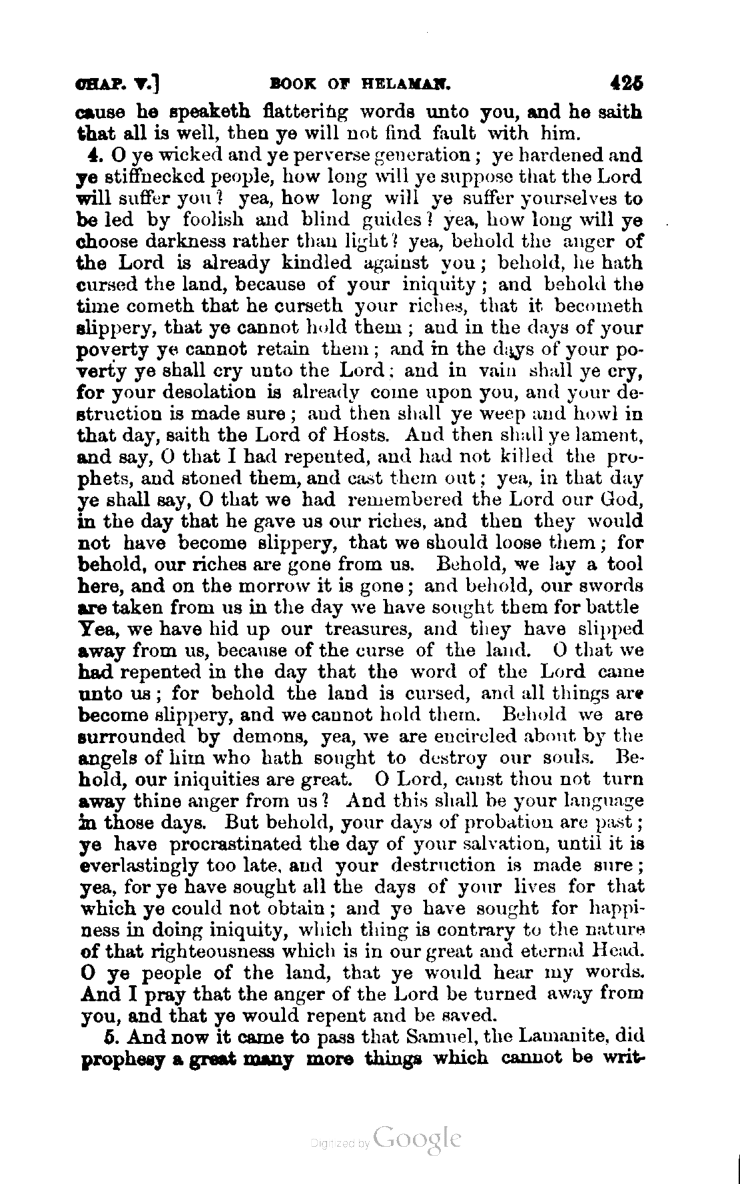 CHAP. V.] BOOK OF HELAMAN. 425
cause he speaketh flattering words unto you, and he saith
that all is well, then ye will not find fault with him.
4. O ye wicked and ye perverse generation; ye hardened and
ye stiffnecked people, how long will ye suppose that the Lord
will suffer you? yea, how long will ye suffer yourselves to
be led by foolish and blind guides? yea, how long will ye
choose darkness rather than light? yea, behold the anger of
the Lord is already kindled against you; behold, he hath
cursed the land, because of your iniquity; and behold the
time cometh that he curseth your riches, that it becometh
slippery, that ye cannot hold them; and in the days of your
poverty ye cannot retain them; and in the days of your po-
verty ye shall cry unto the Lord; and in vain shall ye cry,
for your desolation is already come upon you, and your de-
struction is made sure; and then shall ye weep and howl in
that day, saith the Lord of Hosts. And then shall ye lament,
and say, O that I had repented, and had not killed the pro-
phets, and stoned them, and cast them out; yea, in that day
ye shall say, O that we had remembered the Lord our God,
in the day that he gave us our riches, and then they would
not have become slippery, that we should loose them; for
behold, our riches are gone from us. Behold, we lay a tool
here, and on the morrow it is gone; and behold, our swords
are taken from us in the day we have sought them for battle
Yea, we have hid up our treasures, and they have slipped
away from us, because of the curse of the land. O that we
had repented in the day that the word of the Lord came
unto us; for behold the land is cursed, and all things are
become slippery, and we cannot hold them. Behold we are
surrounded by demons, yea, we are encircled about by the
angels of him who hath sought to destroy our souls. Be-
hold, our iniquities are great. O Lord, canst thou not turn
away thine anger from us? And this shall be your language
in those days. But behold, your days of probation are past;
ye have procrastinated the day of your salvation, until it is
everlastingly too late, and your destruction is made sure;
yea, for ye have sought all the days of your lives for that
which ye could not obtain; and ye have sought for happi-
ness in doing iniquity, which thing is contrary to the nature
of that righteousness which is in our great and eternal Head.
O ye people of the land, that ye would hear my words.
And I pray that the anger of the Lord be turned away from
you, and that ye would repent and be saved.
5. And now it came to pass that Samuel, the Lamanite, did
prophesy a great many more things which cannot be writ-
Digitized by Google